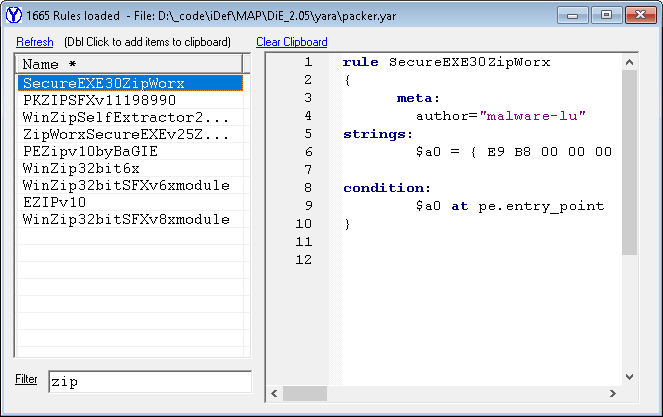 1665 Rules loaded - File: D:\_code\iDef\MAP\DiE_2.05\yara\packer.yar
Refresh (Dbl Click to add items to clipboard) Clear Clipboard
Name *
SecureEXE30ZipWorx
PKZIPSFXv11198990
WinZipSelfExtractor2...
ZipWorxSecureEXEv25Z...
PEZipv10byBaGIE
WinZip32bit6x
WinZip32bitSFXv6xmodule
EZIPv10
WinZip32bitSFXv8xmodule
Filter zip
1 rule SecureEXE30ZipWorx
2 {
3 meta:
4 author="malware-lu"
5 strings:
6 $a0 = { E9 B8 00 00 00
7
8 condition:
9 $a0 at pe.entry_point
10 }
11
12